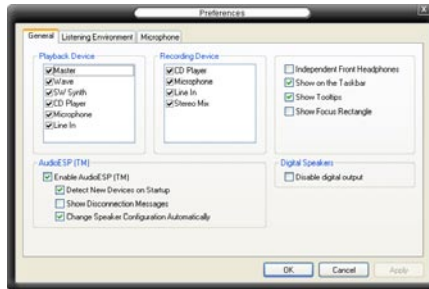 Preferences
X
General Listening Environment Microphone
Playback Device
Master
Wave
SW Synth
CD Player
Microphone
Line In
Recording Device
CD Player
Microphone
Line In
Stereo Mix
Independent Front Headphones
Show on the Taskbar
Show Tooltips
Show Focus Rectangle
AudioESP (TM)
Enable AudioESP (TM)
Detect New Devices on Startup
Show Disconnection Messages
Change Speaker Configuration Automatically
Digital Speakers
Disable digital output
OK Cancel Apply